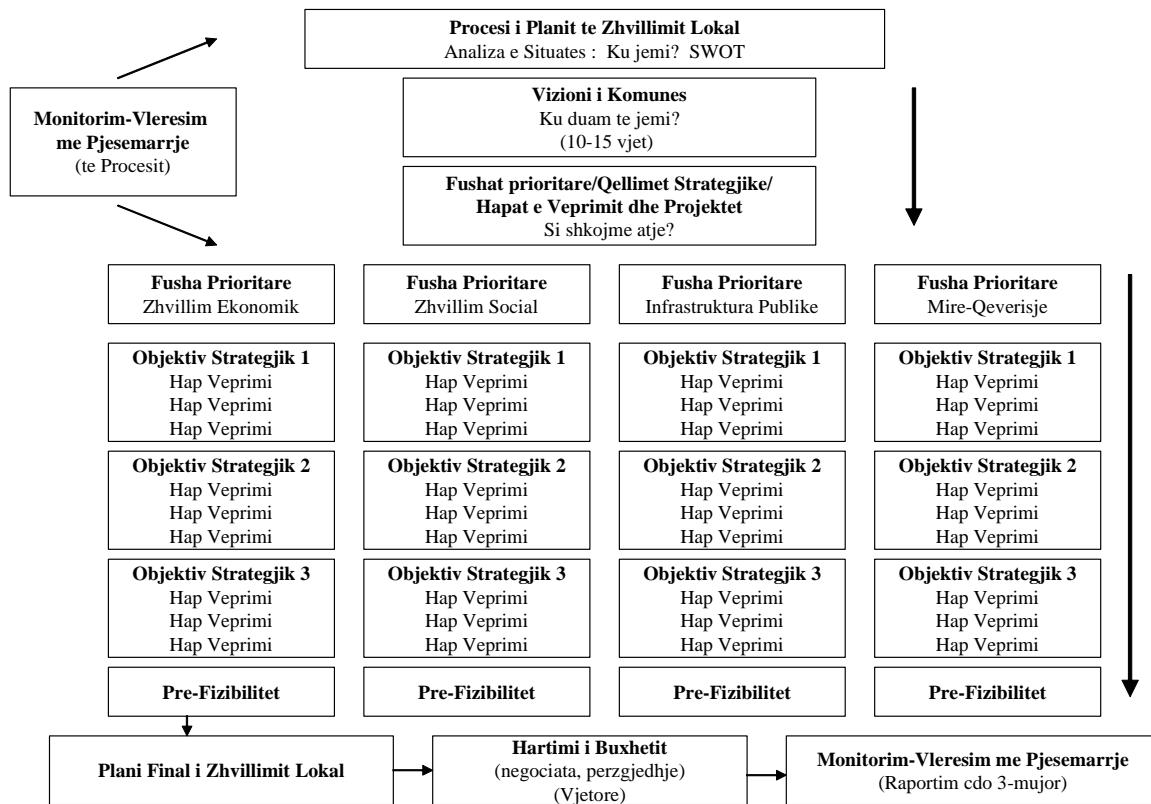 Procesi i Planit te Zhvillimit Lokal
Analiza e Situates : Ku jemi? SWOT
Monitorim-Vleresim
me Pjesemarrje
(te Procesit)
Vizioni i Komunes
Ku duam te jemi?
(10-15 vjet)
Fushat prioritare/Qellimet Strategjike/
Hapat e Veprimit dhe Projektet
Si shkojme atje?
Fusha Prioritare
Zhvillim Ekonomik
Fusha Prioritare
Zhvillim Social
Fusha Prioritare
Infrastruktura Publike
Fusha Prioritare
Mire-Qeverisje
Objektiv Strategjik 1
Hap Veprimi
Hap Veprimi
Hap Veprimi
Objektiv Strategjik 1
Hap Veprimi
Hap Veprimi
Hap Veprimi
Objektiv Strategjik 1
Hap Veprimi
Hap Veprimi
Hap Veprimi
Objektiv Strategjik 1
Hap Veprimi
Hap Veprimi
Hap Veprimi
Objektiv Strategjik 2
Hap Veprimi
Hap Veprimi
Hap Veprimi
Objektiv Strategjik 2
Hap Veprimi
Hap Veprimi
Hap Veprimi
Objektiv Strategjik 2
Hap Veprimi
Hap Veprimi
Hap Veprimi
Objektiv Strategjik 2
Hap Veprimi
Hap Veprimi
Hap Veprimi
Objektiv Strategjik 3
Hap Veprimi
Hap Veprimi
Hap Veprimi
Objektiv Strategjik 3
Hap Veprimi
Hap Veprimi
Hap Veprimi
Objektiv Strategjik 3
Hap Veprimi
Hap Veprimi
Hap Veprimi
Objektiv Strategjik 3
Hap Veprimi
Hap Veprimi
Hap Veprimi
Pre-Fizibilitet
Pre-Fizibilitet
Pre-Fizibilitet
Pre-Fizibilitet
Plani Final i Zhvillimit Lokal
Hartimi i Buxhetit
(negociata, perzgjedhje)
(Vjetore)
Monitorim-Vleresim me Pjesemarrje
(Raportim cdo 3-mujor)